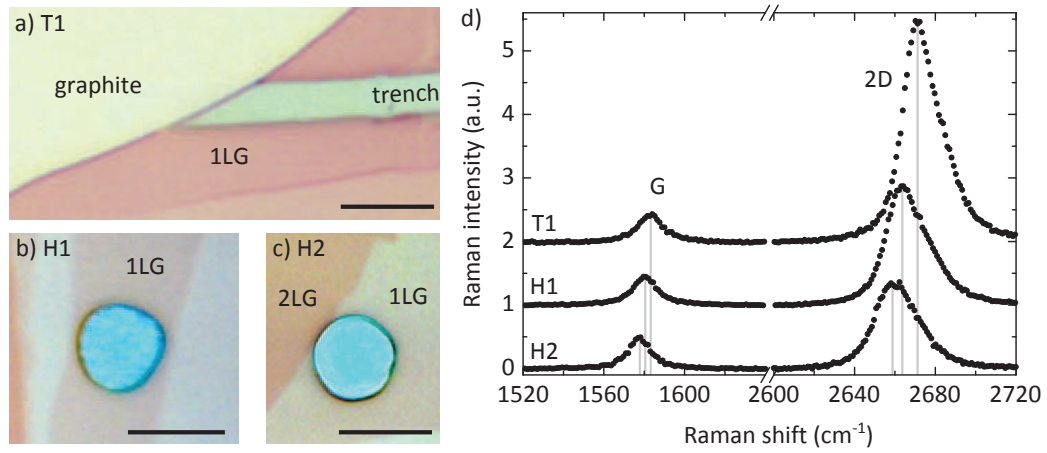 a) T1
graphite
trench
1LG
b) H1
1LG
c) H2
2LG
1LG
d)
Raman intensity (a.u.)
5
4
3
2
1
0
2D
G
T1
H1
H2
1520
1560
1600
2600
2640
2680
2720
Raman shift (cm⁻¹)